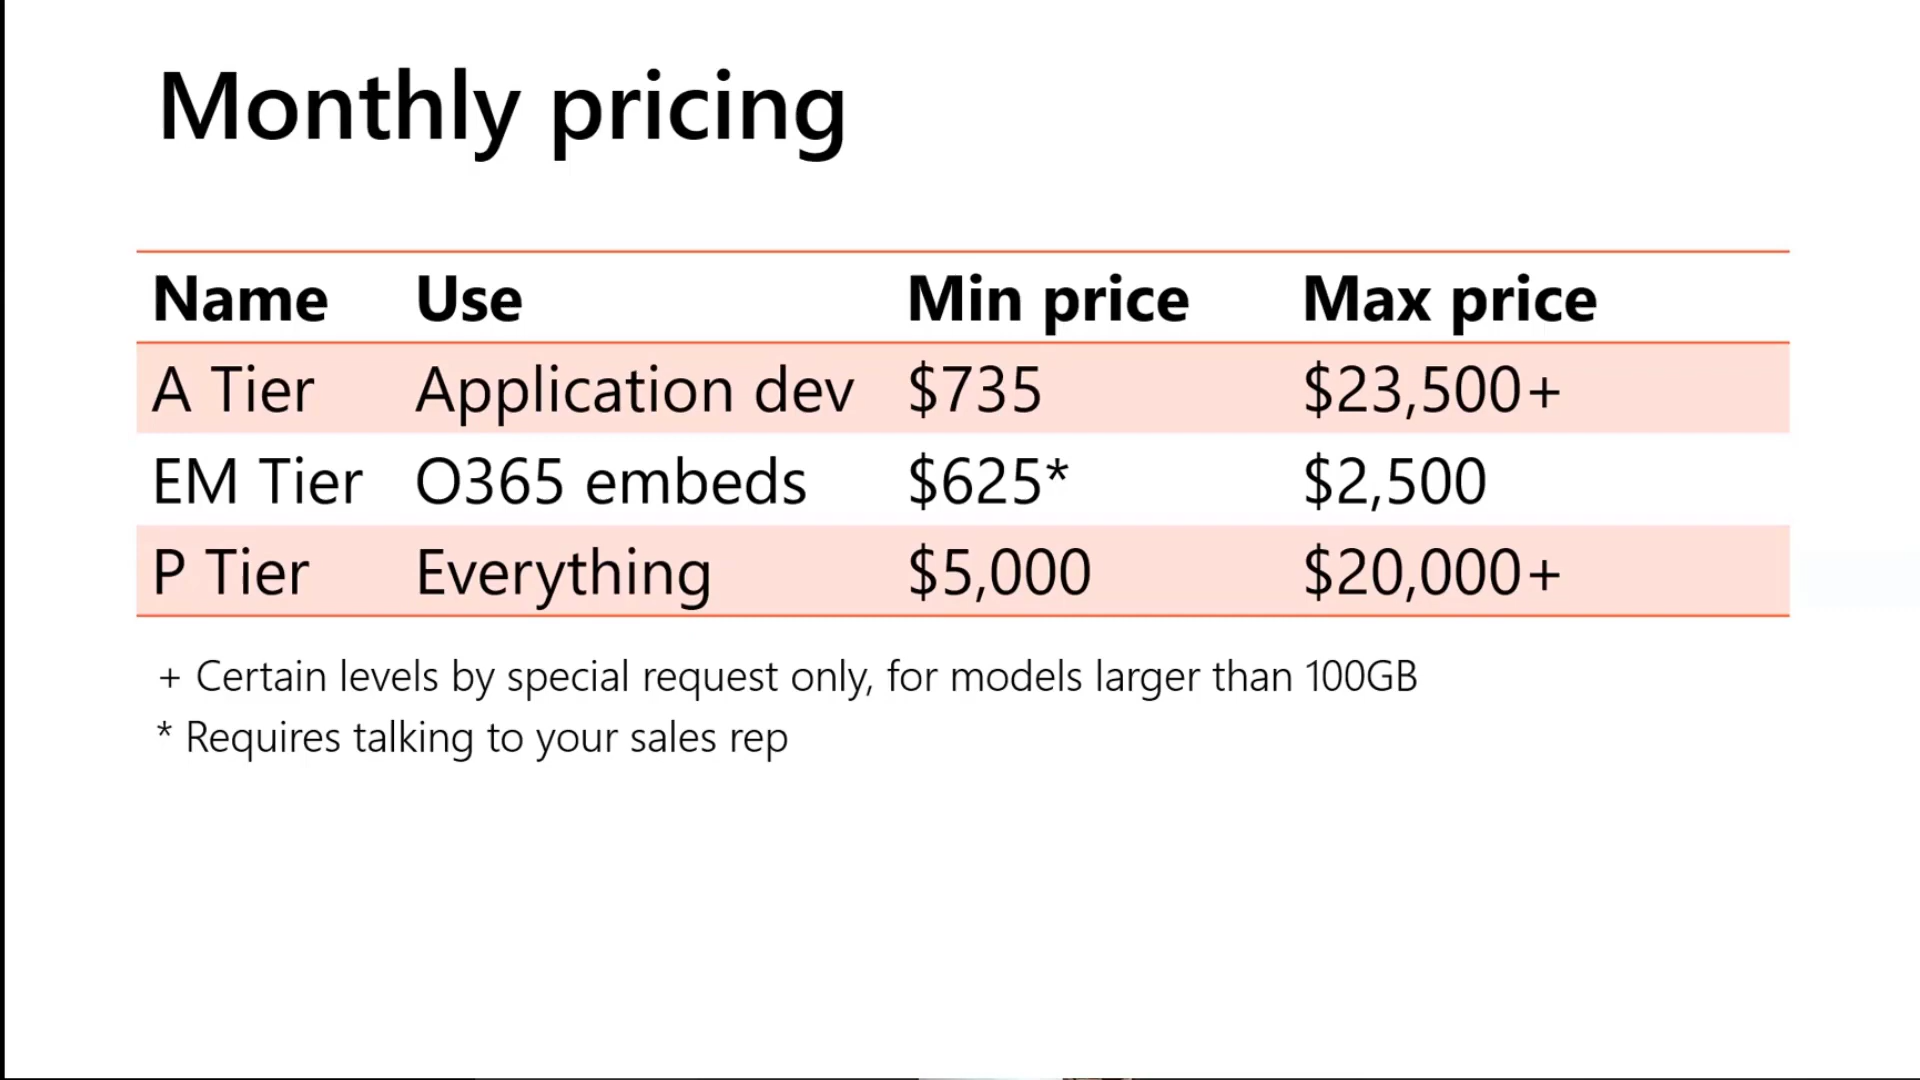 Monthly pricing
Name Use Min price Max price
A Tier Application dev $735 $23,500+
EM Tier O365 embeds $625* $2,500
P Tier Everything $5,000 $20,000+
+ Certain levels by special request only, for models larger than 100GB
* Requires talking to your sales rep